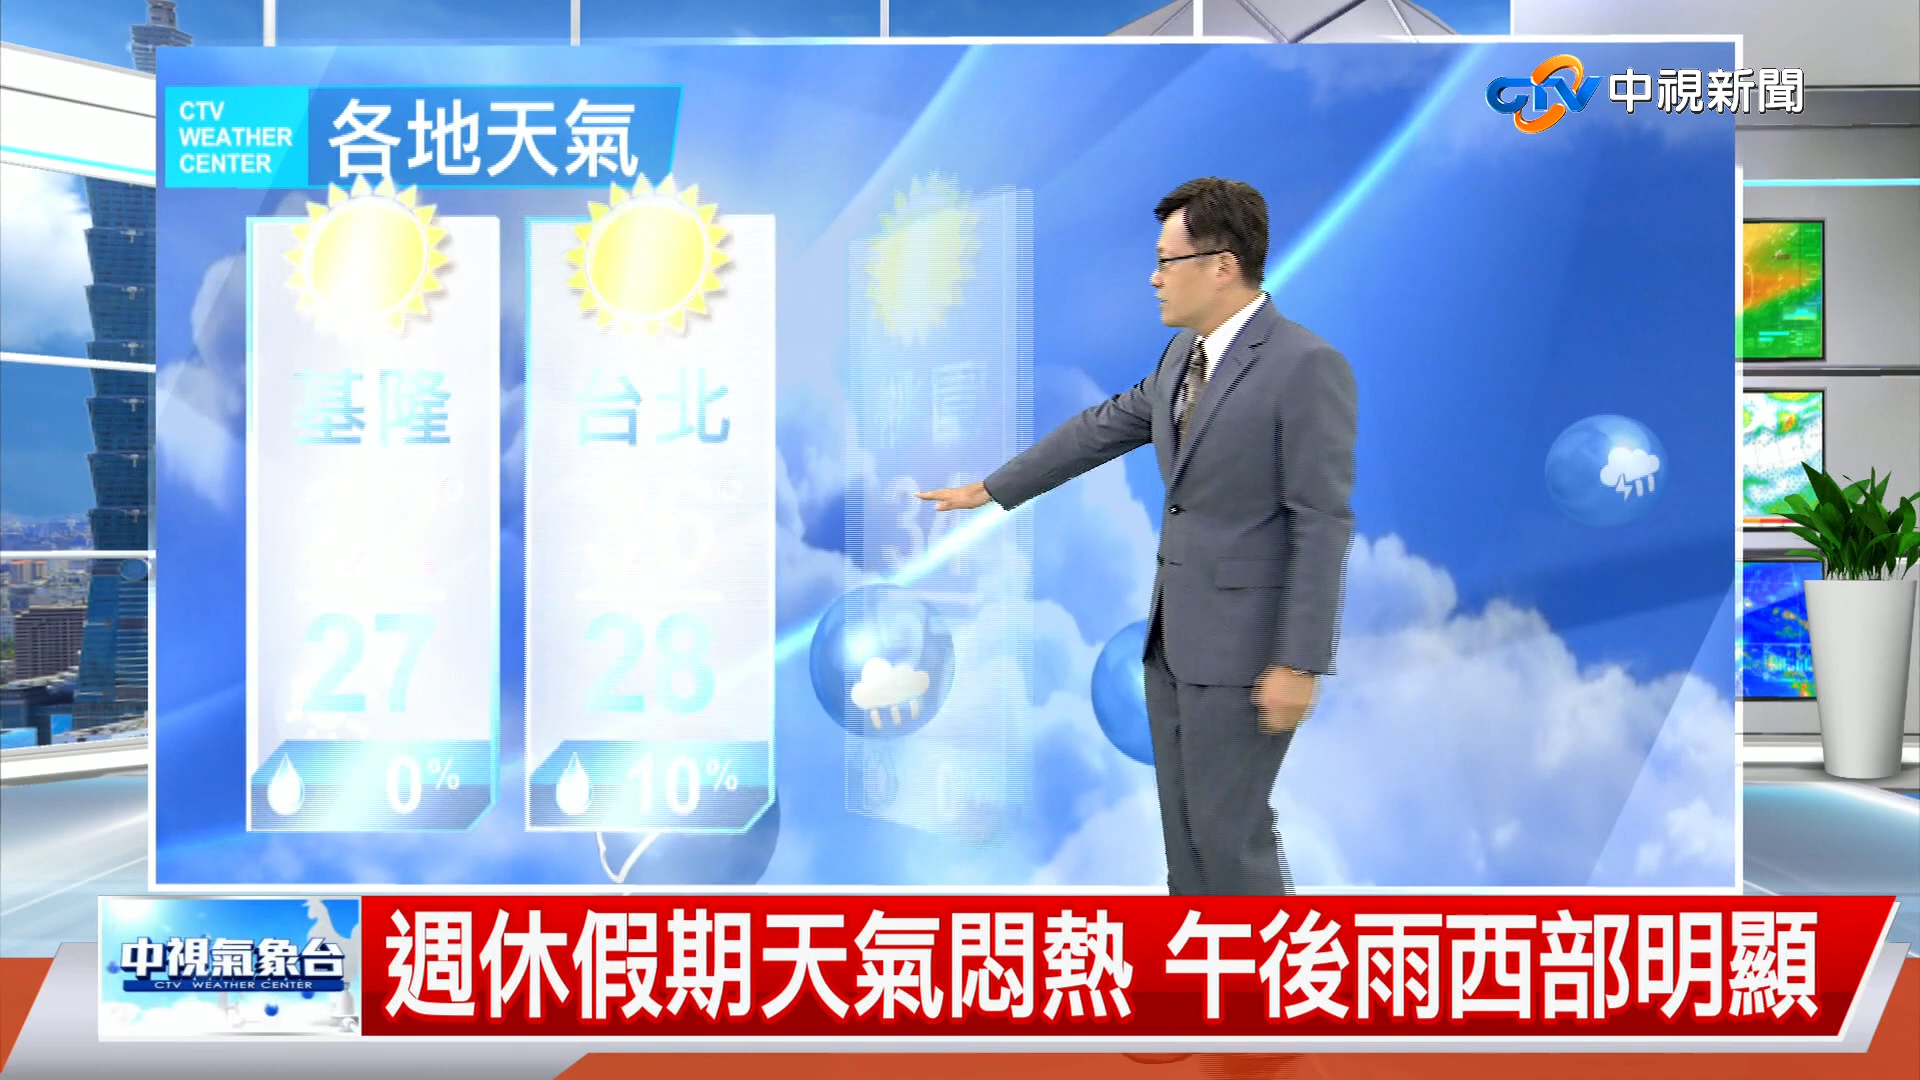 CTV
WEATHER
CENTER
各地天氣
CTV 中視新聞
基隆
27
0%
台北
36
28
10%
中視氣象台
CTV WEATHER CENTER
週休假期天氣悶熱 午後雨西部明顯